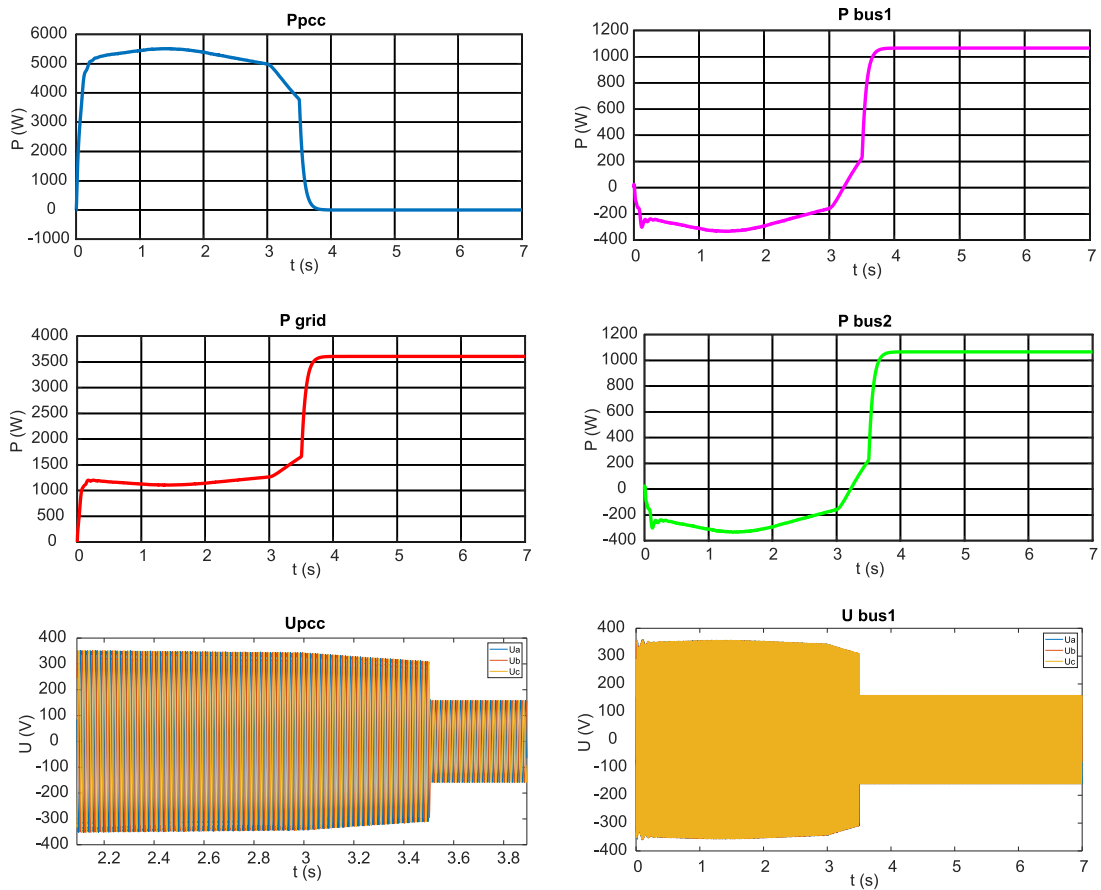 Ppcc
6000
5000
4000
3000
2000
1000
0
-1000
P (W)
0 1 2 3 4 5 6 7
t (s)
P bus1
1200
1000
800
600
400
200
0
-200
-400
P (W)
0 1 2 3 4 5 6 7
t (s)
P grid
4000
3500
3000
2500
2000
1500
1000
500
0
P (W)
0 1 2 3 4 5 6 7
t (s)
P bus2
1200
1000
800
600
400
200
0
-200
-400
P (W)
0 1 2 3 4 5 6 7
t (s)
Upcc
400
300
200
100
0
-100
-200
-300
-400
U (V)
Ua
Ub
Uc
2.2 2.4 2.6 2.8 3 3.2 3.4 3.6 3.8
t (s)
U bus1
400
300
200
100
0
-100
-200
-300
-400
U (V)
Ua
Ub
Uc
0 1 2 3 4 5 6 7
t (s)